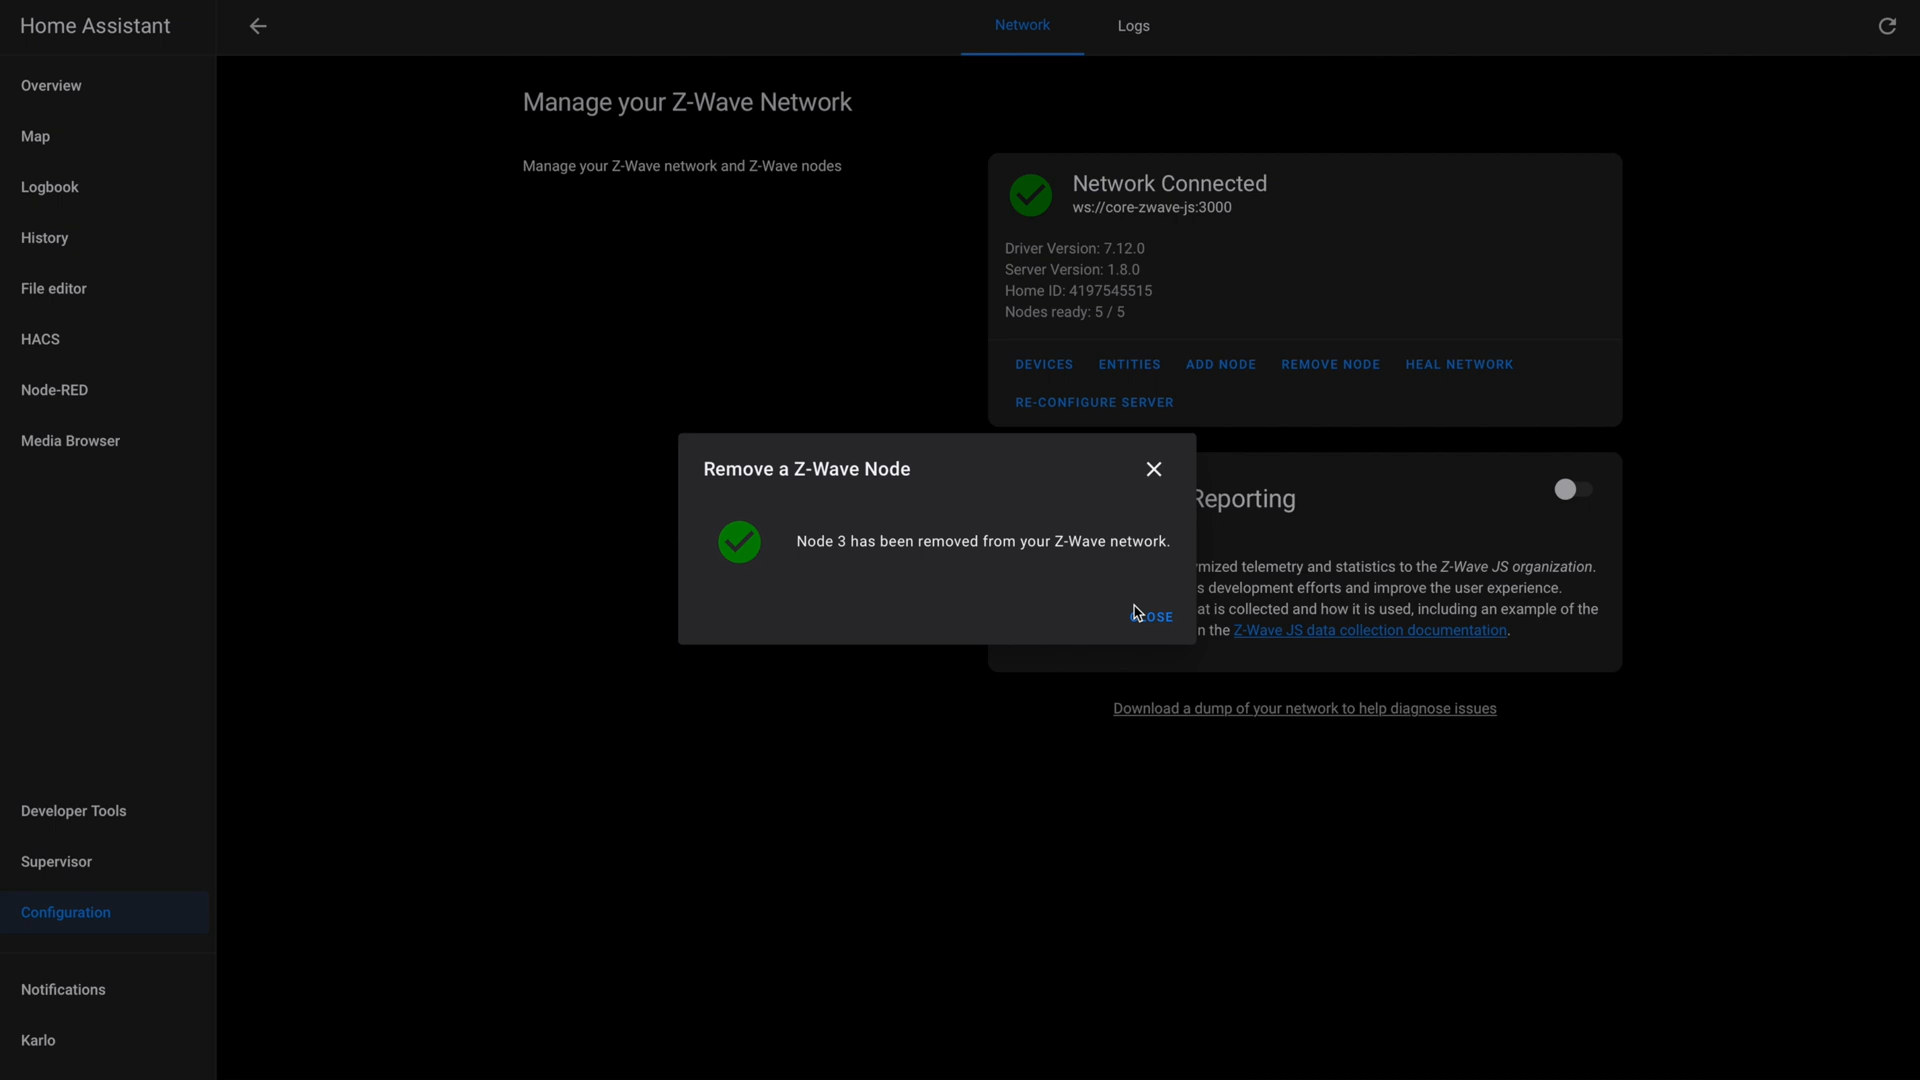 Home Assistant
Network
Logs
Overview
Map
Logbook
History
File editor
HACS
Node-RED
Media Browser
Developer Tools
Supervisor
Configuration
Notifications
Karlo
Manage your Z-Wave Network
Manage your Z-Wave network and Z-Wave nodes
Network Connected
ws://core-zwave-js:3000
Driver Version: 7.12.0
Server Version: 1.8.0
Home ID: 4197545515
Nodes ready: 5 / 5
DEVICES ENTITIES ADD NODE REMOVE NODE HEAL NETWORK
RE-CONFIGURE SERVER
Remove a Z-Wave Node
Node 3 has been removed from your Z-Wave network.
CLOSE
Reporting
telemetry and statistics to the Z-Wave JS organization.
development efforts and improve the user experience.
is collected and how it is used, including an example of the
the Z-Wave JS data collection documentation.
Download a dump of your network to help diagnose issues